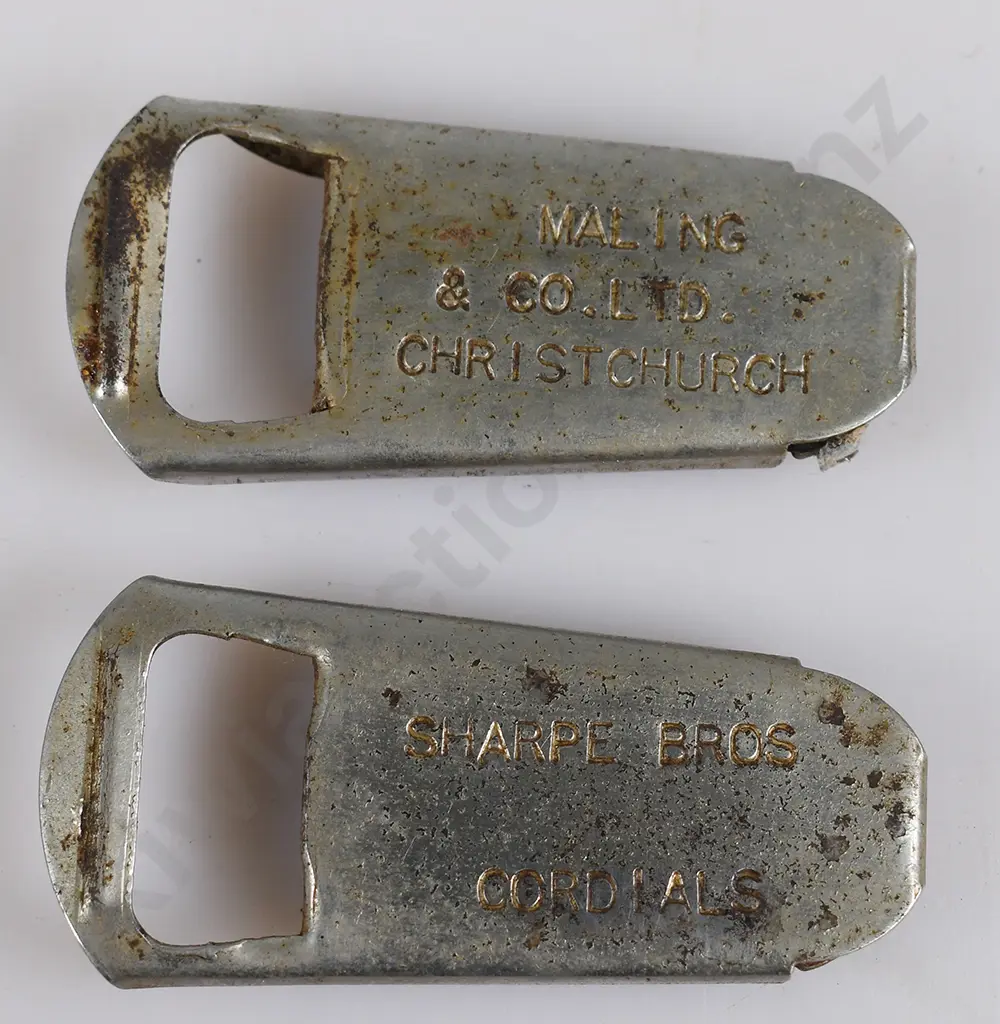 MALING
& CO.LTD.
CHRISTCHURCH
SHARPE BROS
CORDIALS